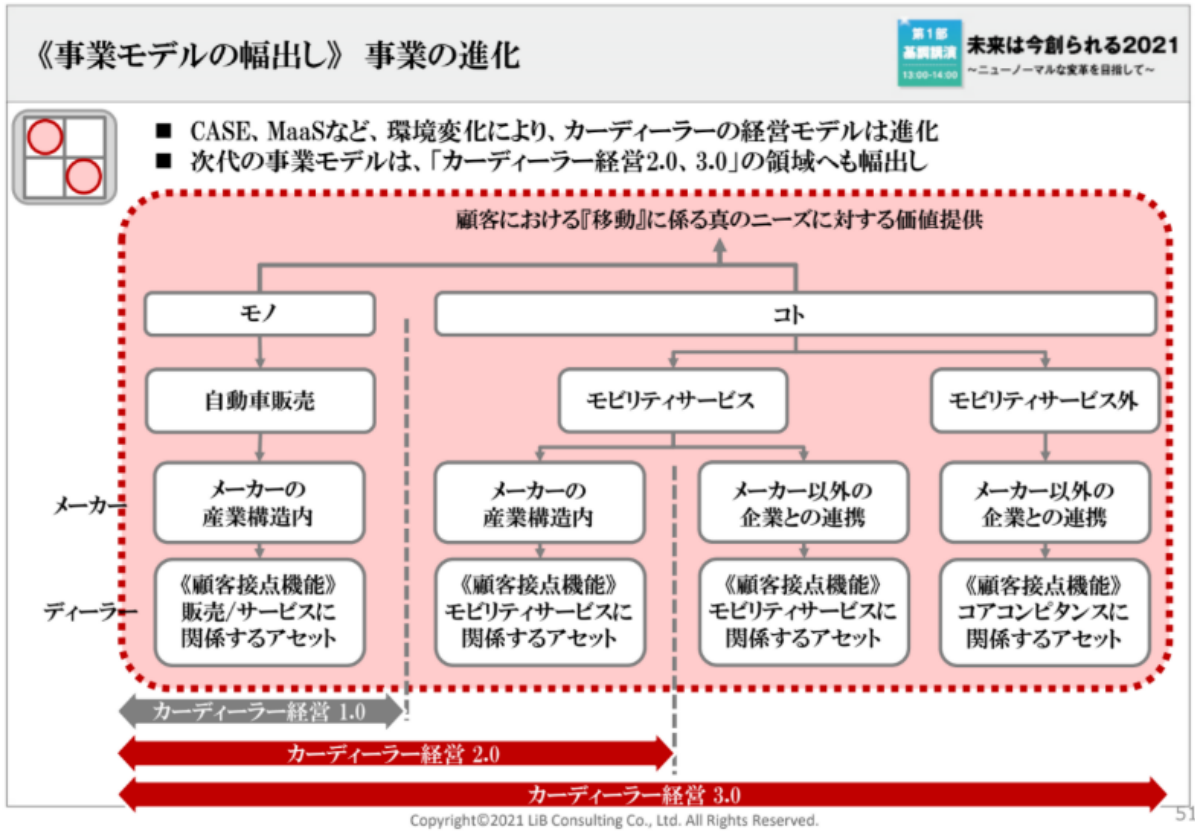 《事業モデルの幅出し》 事業の進化
第1部
基調講演
13:00-14:00
未来は今創られる2021
～ニューノーマルな変革を目指して～
■ CASE、MaaSなど、環境変化により、カーディーラーの経営モデルは進化
■ 次代の事業モデルは、「カーディーラー経営2.0、3.0」の領域へも幅出し
顧客における『移動』に係る真のニーズに対する価値提供
モノ
コト
自動車販売
モビリティサービス
モビリティサービス外
メーカー
メーカーの
産業構造内
メーカーの
産業構造内
メーカー以外の
企業との連携
メーカー以外の
企業との連携
ディーラー
《顧客接点機能》
販売/サービスに
関係するアセット
《顧客接点機能》
モビリティサービスに
関係するアセット
《顧客接点機能》
モビリティサービスに
関係するアセット
《顧客接点機能》
コアコンピタンスに
関係するアセット
カーディーラー経営 1.0
カーディーラー経営 2.0
カーディーラー経営 3.0
Copyright©2021 LiB Consulting Co., Ltd. All Rights Reserved.
51